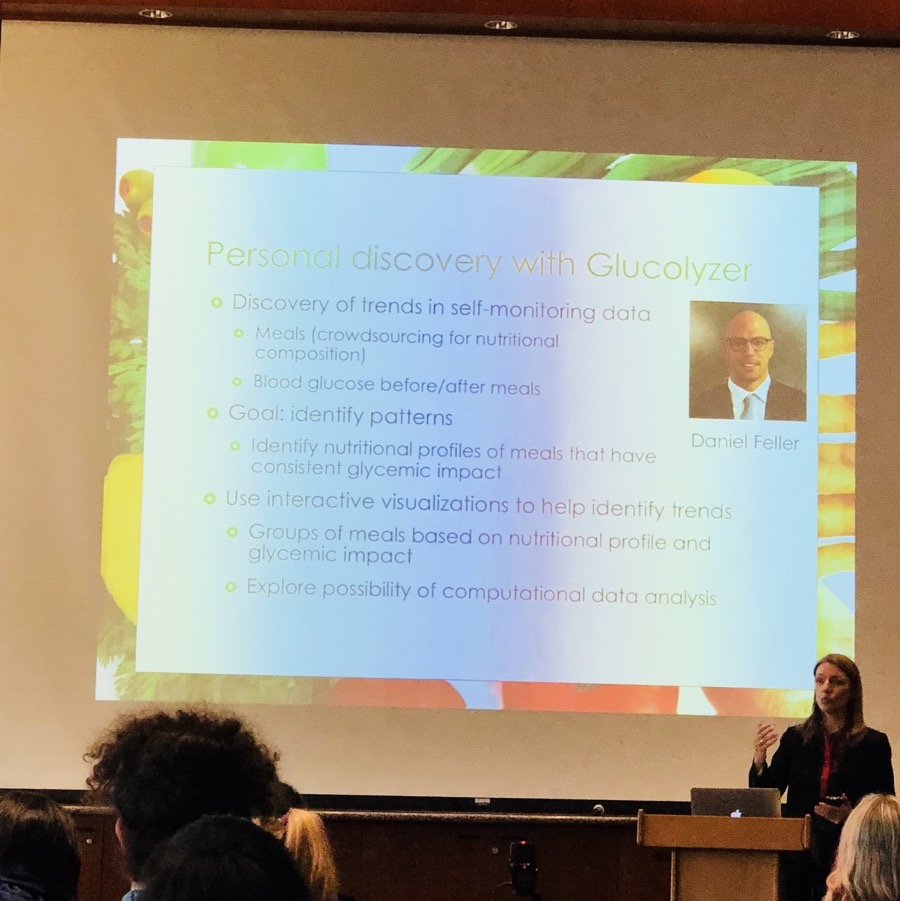 Personal discovery with Glucolyzer
Discovery of trends in self-monitoring data
Meals (crowdsourcing for nutritional
composition)
Blood glucose before/after meals
Goal: identify patterns
Identify nutritional profiles of meals that have
consistent glycemic impact
Use interactive visualizations to help identify trends
Groups of meals based on nutritional profile and
glycemic impact
Explore possibility of computational data analysis
Daniel Feller